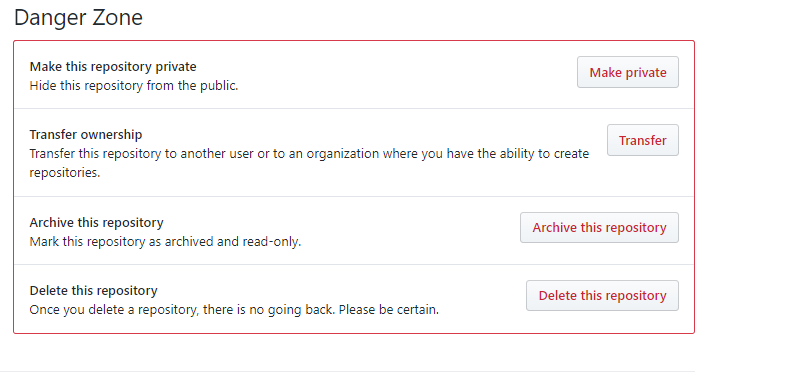 Danger Zone
Make this repository private
Hide this repository from the public.
Make private
Transfer ownership
Transfer this repository to another user or to an organization where you have the ability to create
repositories.
Transfer
Archive this repository
Mark this repository as archived and read-only.
Archive this repository
Delete this repository
Once you delete a repository, there is no going back. Please be certain.
Delete this repository